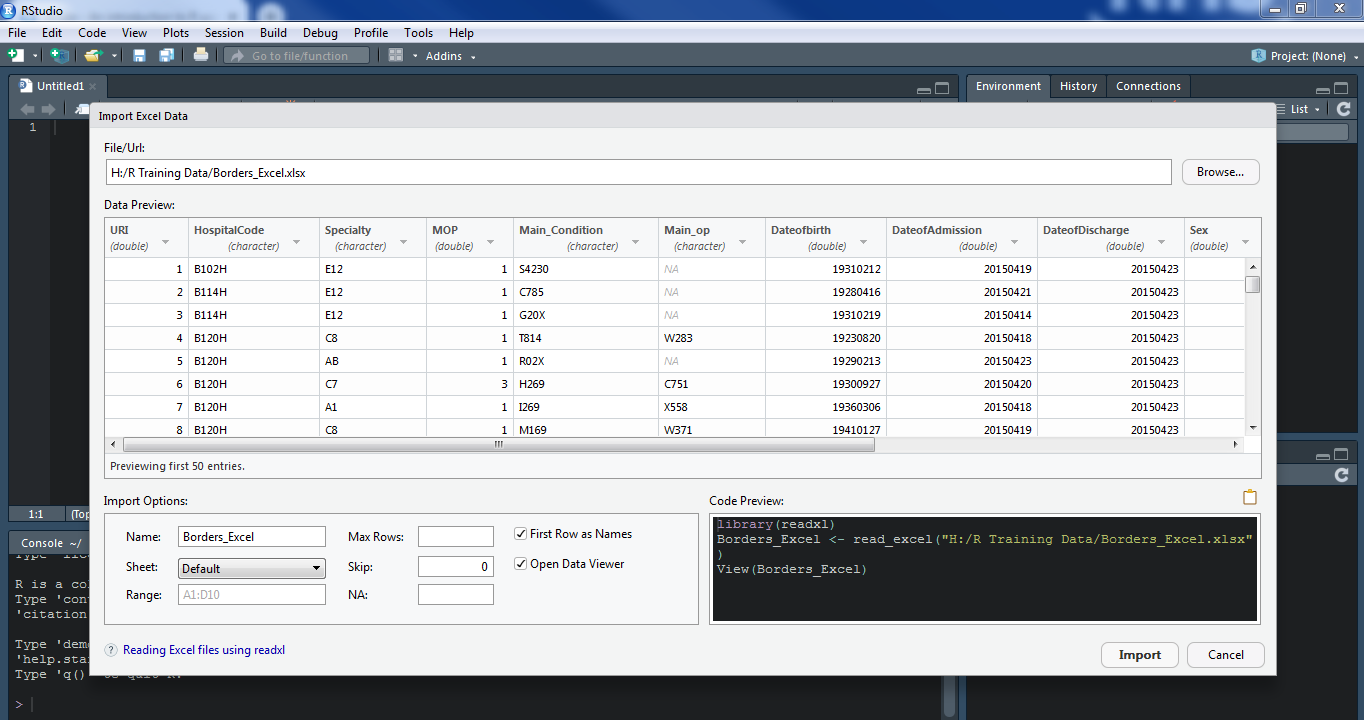 RStudio
File Edit Code View Plots Session Build Debug Profile Tools Help
Go to file/function Addins Project: (None)
Untitled1 Environment History Connections
List
1
Import Excel Data
File/Url:
H:/R Training Data/Borders_Excel.xlsx Browse...
Data Preview:
URI HospitalCode Specialty MOP Main_Condition Main_op Dateofbirth DateofAdmission DateofDischarge Sex
(double) (character) (character) (double) (character) (character) (double) (double) (double) (double)
1 B102H E12 1 S4230 NA 19310212 20150419 20150423
2 B114H E12 1 C785 NA 19280416 20150421 20150423
3 B114H E12 1 G20X NA 19310219 20150414 20150423
4 B120H C8 1 T814 W283 19230820 20150418 20150423
5 B120H AB 1 R02X NA 19290213 20150423 20150423
6 B120H C7 3 H269 C751 19300927 20150420 20150423
7 B120H A1 1 I269 X558 19360306 20150418 20150423
8 B120H C8 1 M169 W371 19410127 20150419 20150423
Previewing first 50 entries.
Import Options: Code Preview:
Name: Borders_Excel Max Rows: First Row as Names
Sheet: Default Skip: 0 Open Data Viewer
Range: A1:D10 NA:
library(readxl)
Borders_Excel <- read_excel("H:/R Training Data/Borders_Excel.xlsx"
)
View(Borders_Excel)
Reading Excel files using readxl
Import Cancel
1:1 (Top
Console ~/
R is a co
Type 'con
'citation
Type 'dem
'help.sta
Type 'q()' to quit R.
>